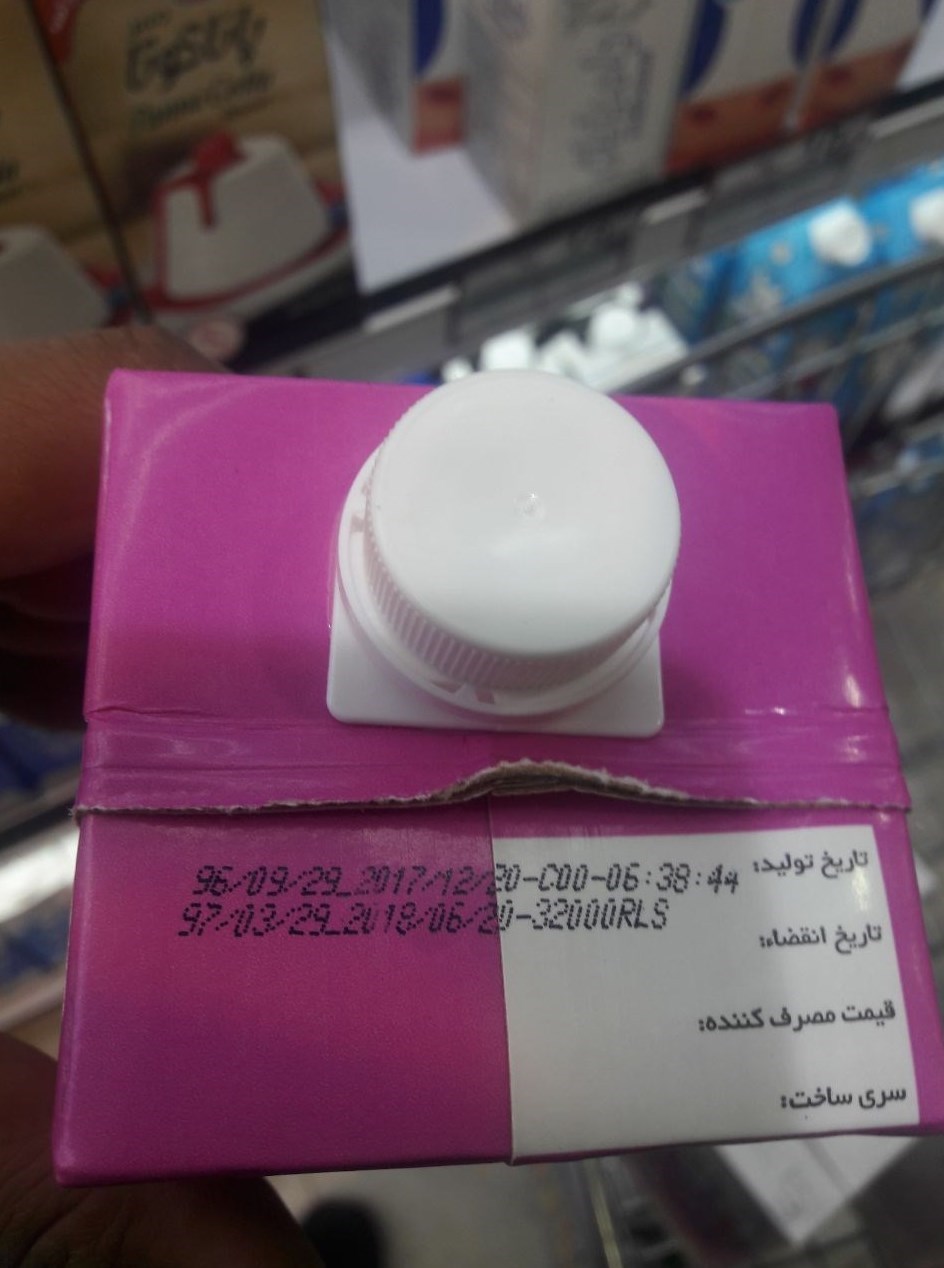 96/09/29_2017/12/20-C00-06:38:44
97/03/29_2018/06/20-32000RLS
تاریخ تولید:
تاریخ انقضاء:
قیمت مصرف کننده:
سری ساخت: